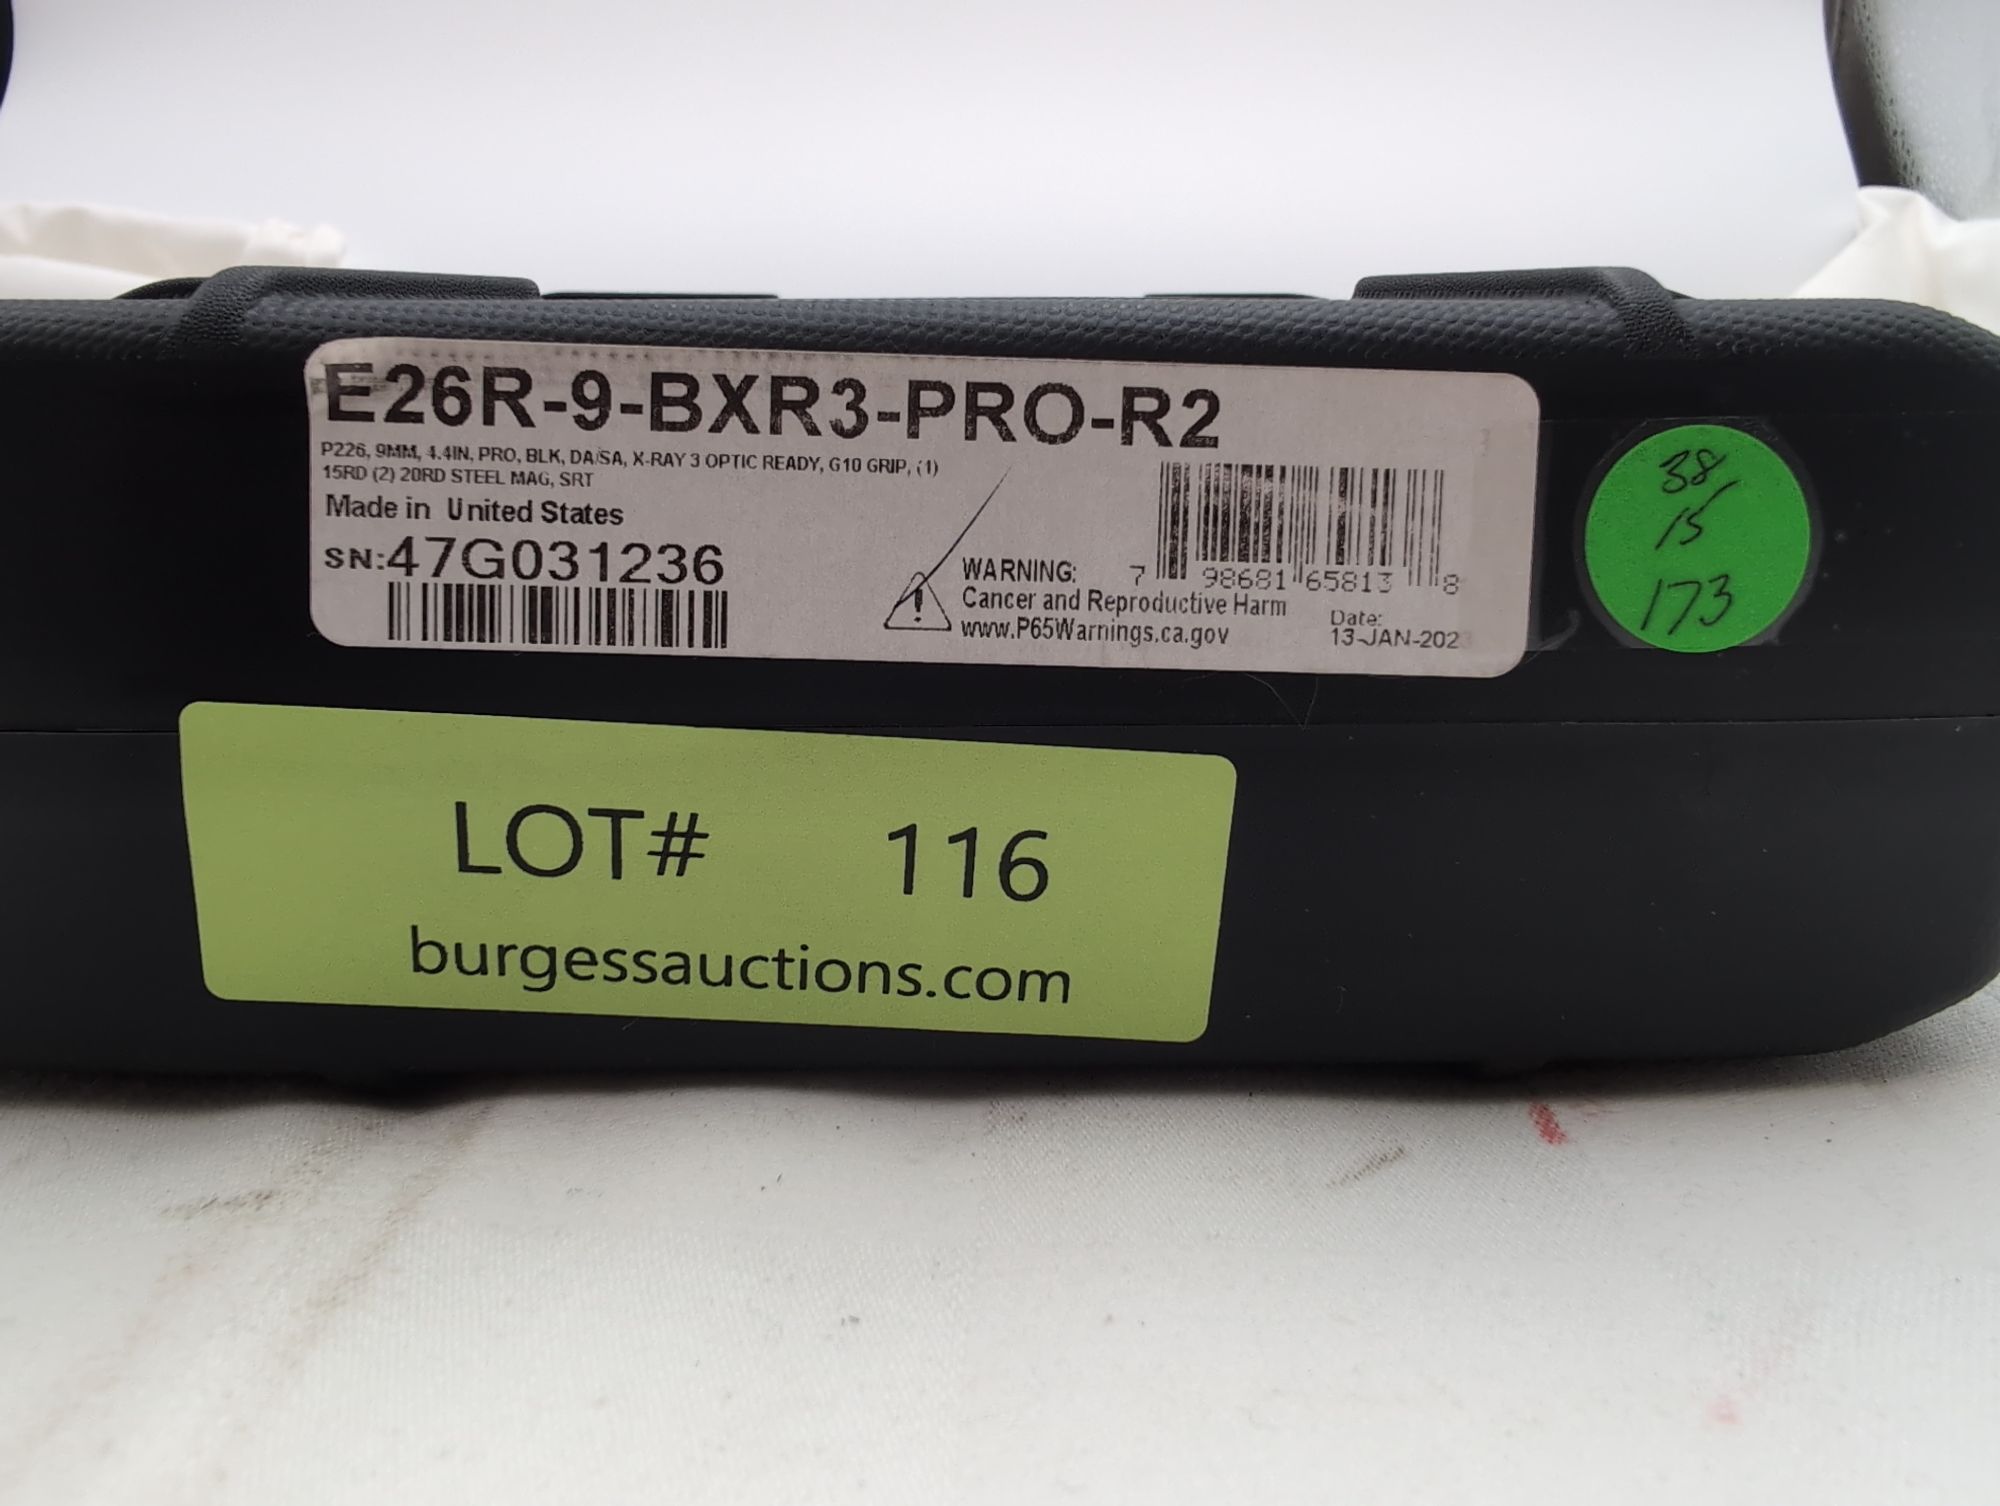 E26R-9-BXR3-PRO-R2
P226, 9MM, 4.4IN, PRO, BLK, DA/SA, X-RAY 3 OPTIC READY, G10 GRIP, (1)
15RD (2) 20RD STEEL MAG, SRT
Made in United States
SN:47G031236
WARNING:
Cancer and Reproductive Harm
www.P65Warnings.ca.gov
7 98681 65813 8
Date:
13-JAN-202
38/
15
173
LOT# 116
burgessauctions.com